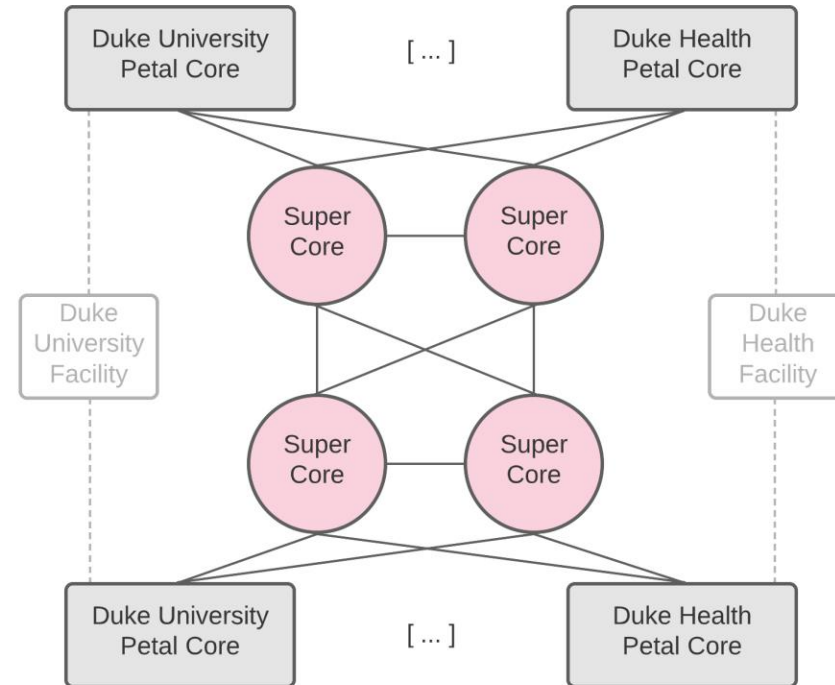 Duke University
Petal Core
[ ... ]
Duke Health
Petal Core
Super
Core
Super
Core
Duke
University
Facility
Duke
Health
Facility
Super
Core
Super
Core
Duke University
Petal Core
[ ... ]
Duke Health
Petal Core